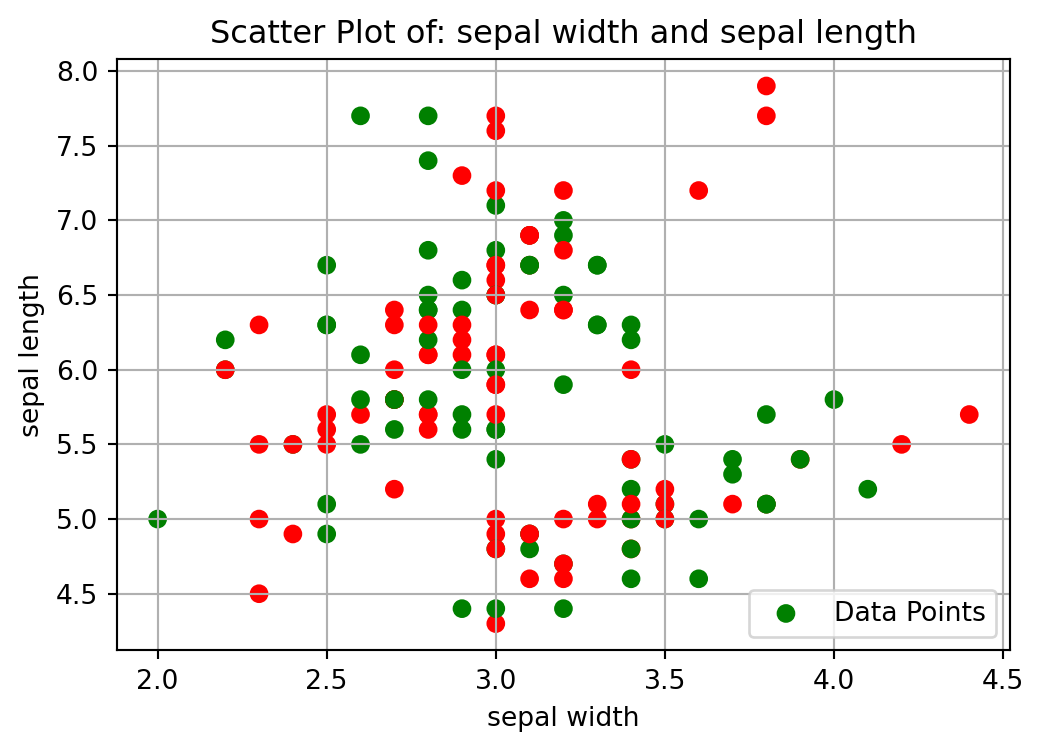 Scatter Plot of: sepal width and sepal length
8.0
7.5
7.0
6.5
6.0
5.5
5.0
4.5
sepal length
Data Points
2.0 2.5 3.0 3.5 4.0 4.5
sepal width